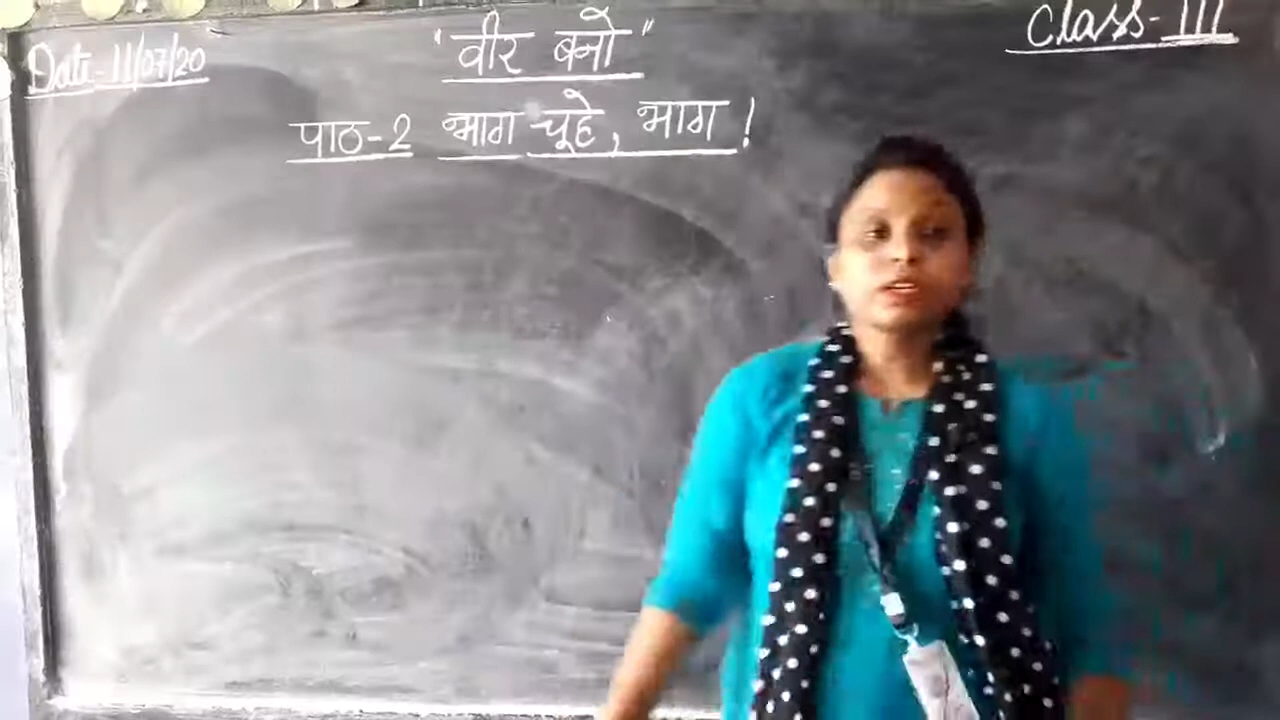 Date-11/07/20
"वीर बनो"
Class-III
पाठ-2 भाग चूहे, भाग!